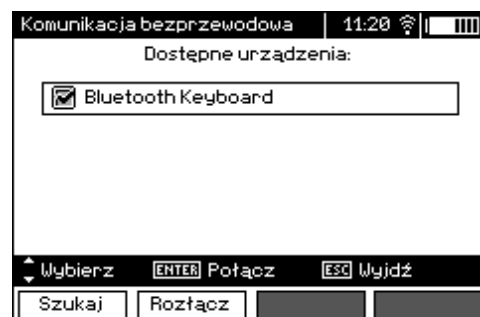 Komunikacja bezprzewodowa 11:20
Dostępne urządzenia:
Bluetooth Keyboard
Wybierz ENTER Połącz ESC Wyjdź
Szukaj Rozłącz